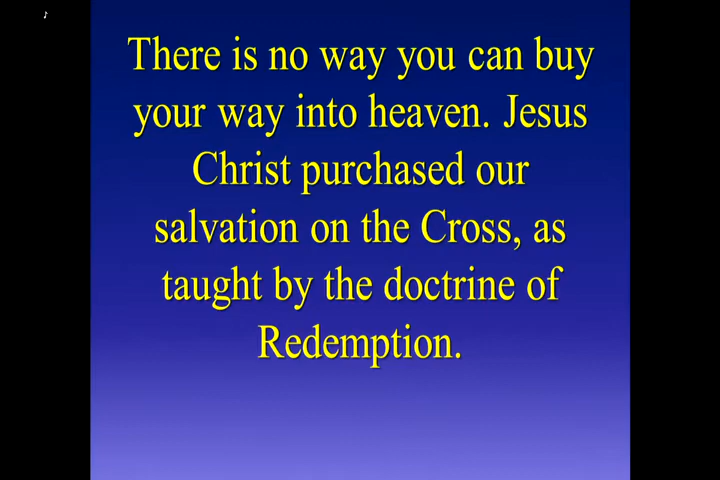 There is no way you can buy
your way into heaven. Jesus
Christ purchased our
salvation on the Cross, as
taught by the doctrine of
Redemption.